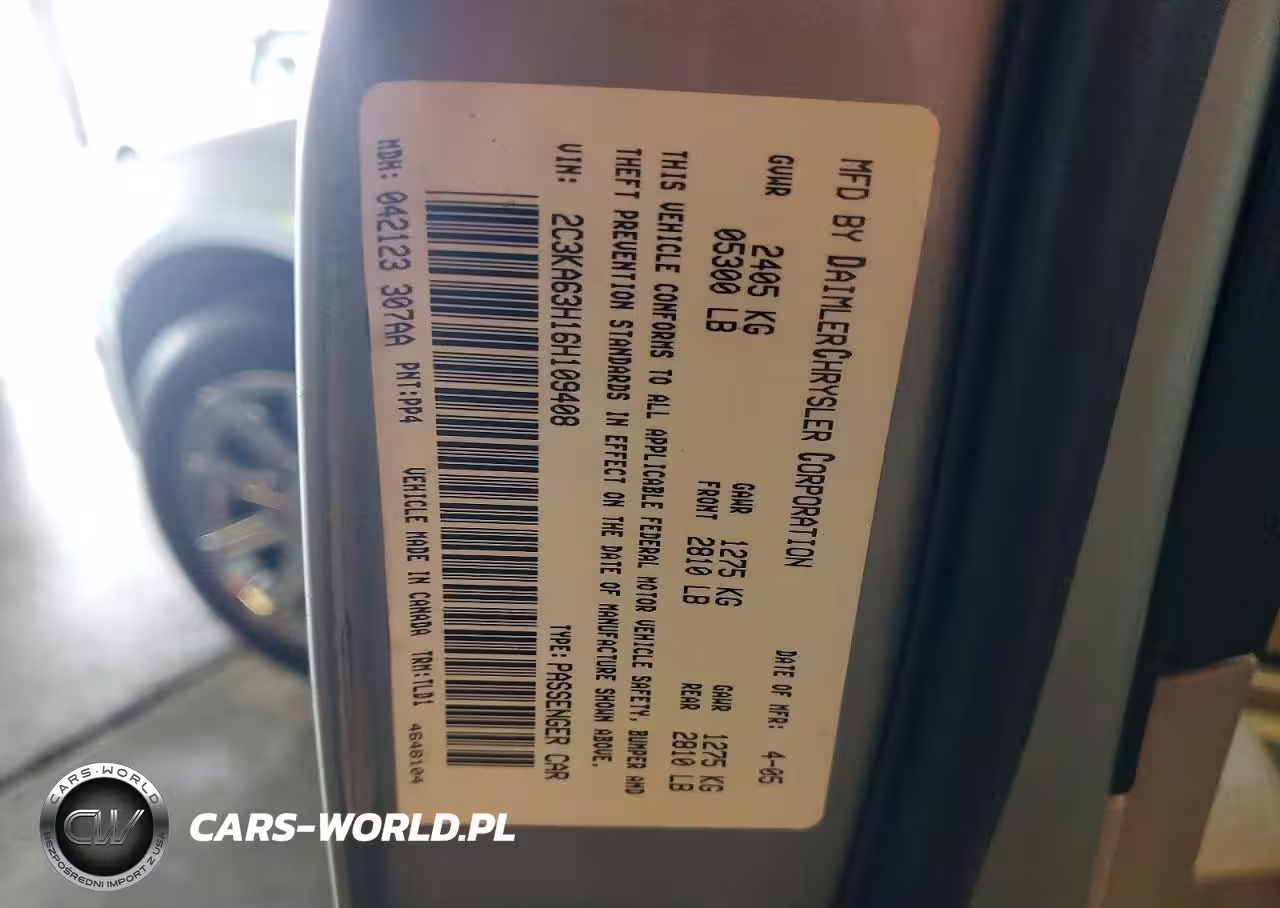 MFD BY DAIMLERCHRYSLER CORPORATION
DATE OF MFR: 4-05
GVWR 2405 KG
05300 LB
GAWR 1275 KG
FRONT 2810 LB
GAWR 1275 KG
REAR 2810 LB
THIS VEHICLE CONFORMS TO ALL APPLICABLE FEDERAL MOTOR VEHICLE SAFETY, BUMPER AND
THEFT PREVENTION STANDARDS IN EFFECT ON THE DATE OF MANUFACTURE SHOWN ABOVE.
VIN: 2C3KA63H16H109408 TYPE: PASSENGER CAR
MDH: 042123 307AA PNT:PP4 VEHICLE MADE IN CANADA TRM:TLD1 4648104
CARS-WORLD
CW
BEZPOŚREDNI IMPORT Z USA
CARS-WORLD.PL